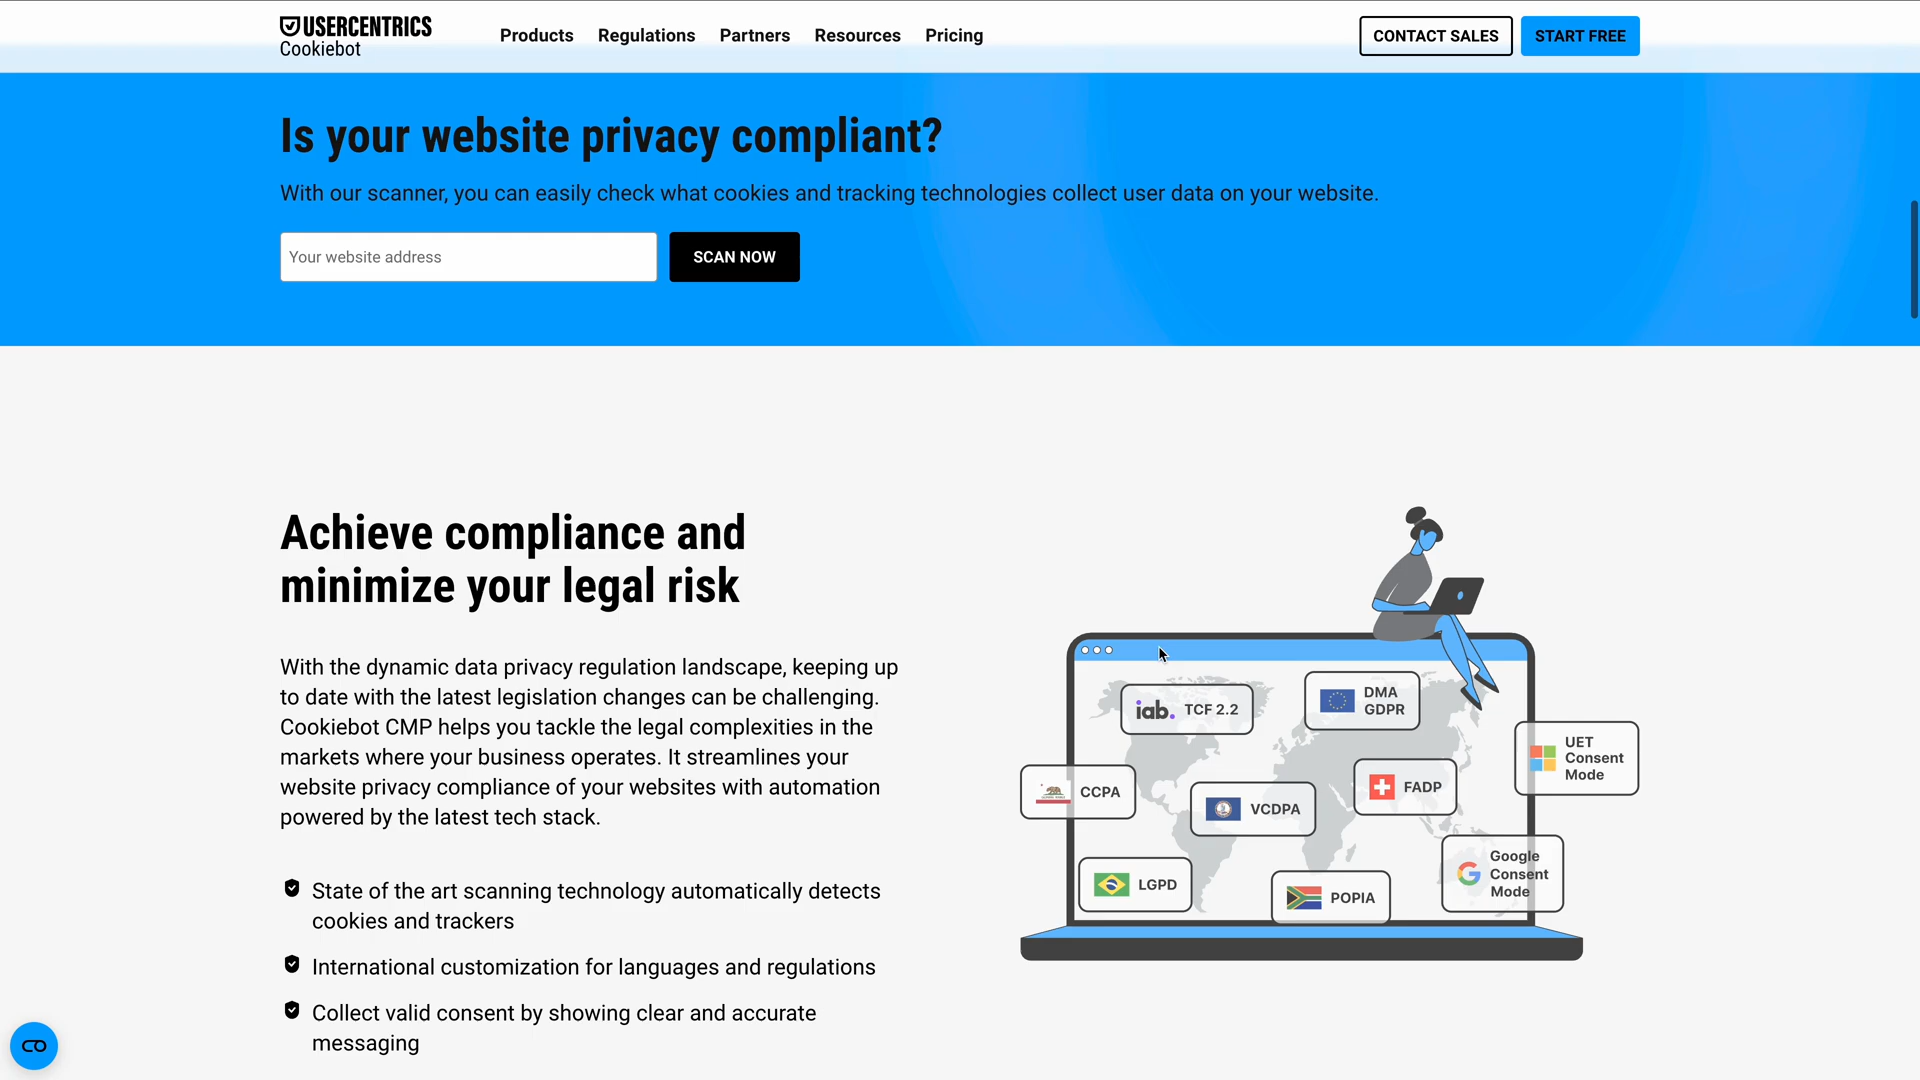 USERCENTRICS
Cookiebot
Products
Regulations
Partners
Resources
Pricing
CONTACT SALES
START FREE
Is your website privacy compliant?
With our scanner, you can easily check what cookies and tracking technologies collect user data on your website.
Your website address
SCAN NOW
Achieve compliance and
minimize your legal risk
With the dynamic data privacy regulation landscape, keeping up
to date with the latest legislation changes can be challenging.
Cookiebot CMP helps you tackle the legal complexities in the
markets where your business operates. It streamlines your
website privacy compliance of your websites with automation
powered by the latest tech stack.
State of the art scanning technology automatically detects
cookies and trackers
International customization for languages and regulations
Collect valid consent by showing clear and accurate
messaging
iab. TCF 2.2
DMA
GDPR
UET
Consent
Mode
CCPA
VCDPA
FADP
LGPD
POPIA
Google
Consent
Mode